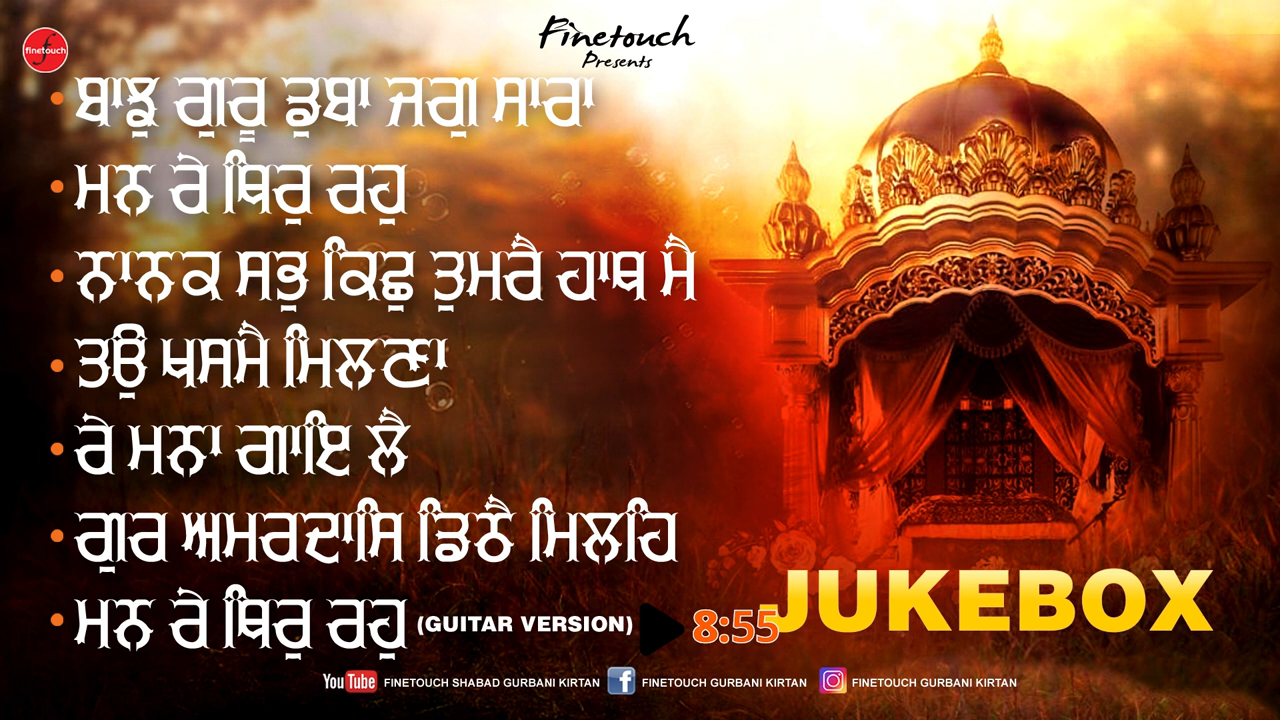 finetouch
Finetouch
Presents
• ਬਾਝੁ ਗੁਰੂ ਡੁਬਾ ਜਗੁ ਸਾਰਾ
• ਮਨ ਰੇ ਥਿਰੁ ਰਹੁ
• ਨਾਨਕ ਸਭੁ ਕਿਛੁ ਤੁਮਰੈ ਹਾਥ ਮੈ
• ਤਉ ਖਸਮੈ ਮਿਲਣਾ
• ਰੇ ਮਨਾ ਗਾਇ ਲੈ
• ਗੁਰ ਅਮਰਦਾਸਿ ਡਿਠੈ ਮਿਲਹਿ
• ਮਨ ਰੇ ਥਿਰੁ ਰਹੁ (GUITAR VERSION) 8:55
JUKEBOX
YouTube FINETOUCH SHABAD GURBANI KIRTAN f FINETOUCH GURBANI KIRTAN FINETOUCH GURBANI KIRTAN